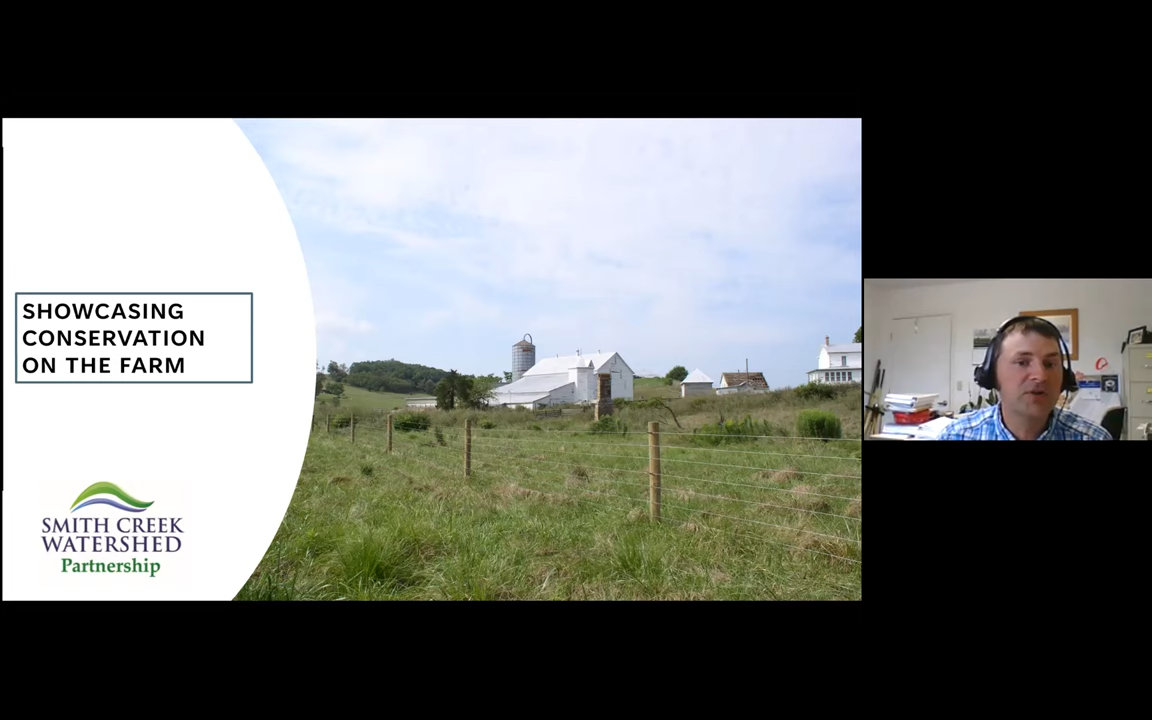 SHOWCASING
CONSERVATION
ON THE FARM
SMITH CREEK
WATERSHED
Partnership